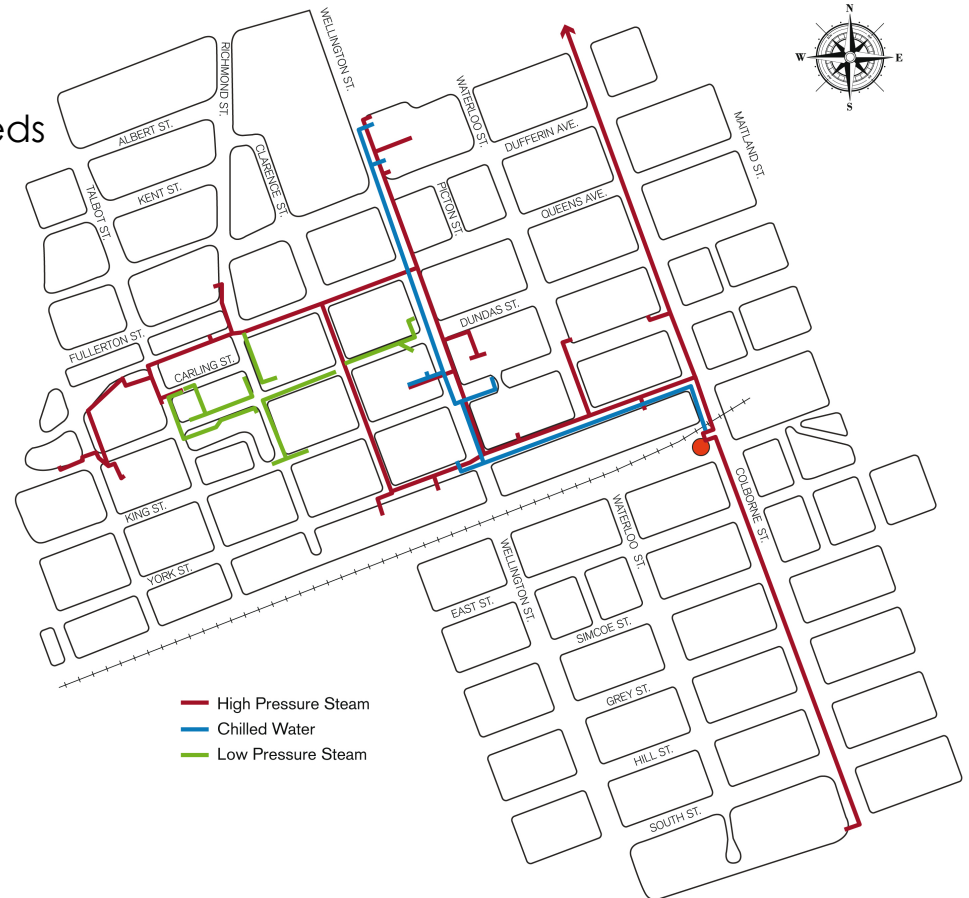 N
WELLINGTON ST.
RICHMOND ST.
W
E
WATERLOO ST.
S
eds
ALBERT ST.
DUFFERIN AVE.
MAITLAND ST.
CLARENCE ST.
KENT ST.
TALBOT ST.
PICTON ST.
QUEENS AVE.
DUNDAS ST.
FULLERTON ST.
CARLING ST.
KING ST.
COLBORNE ST.
WATERLOO ST.
YORK ST.
WELLINGTON ST.
EAST ST.
SIMCOE ST.
GREY ST.
High Pressure Steam
Chilled Water
Low Pressure Steam
HILL ST.
SOUTH ST.